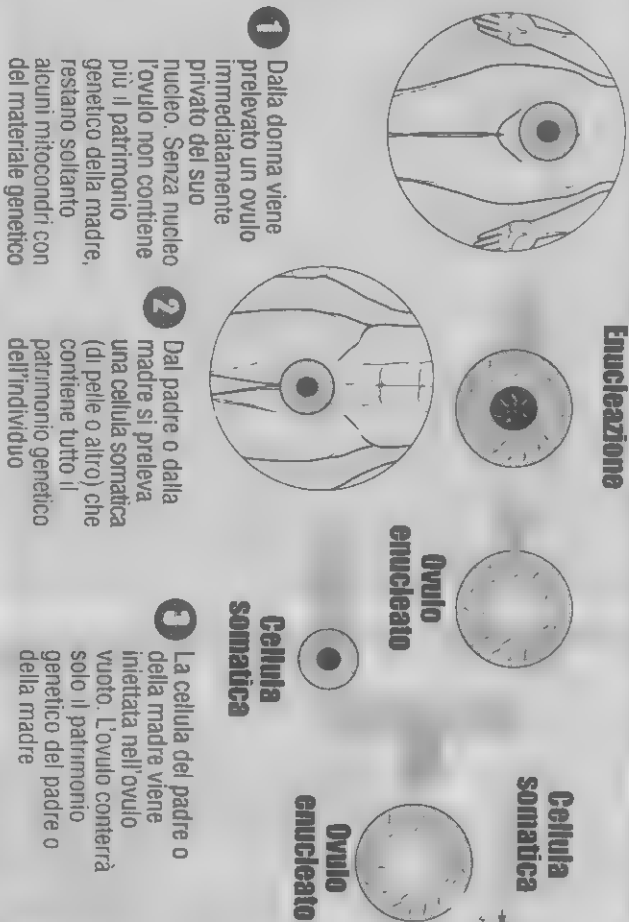 Enucleazione
Ovulo
enucleato
Cellula
somatica
Cellula
somatica
Ovulo
enucleato
1 Dalla donna viene
prelevato un ovulo
immediatamente
privato del suo
nucleo. Senza nucleo
l'ovulo non contiene
più il patrimonio
genetico della madre,
restano soltanto
alcuni mitocondri con
del materiale genetico
2 Dal padre o dalla
madre si preleva
una cellula somatica
(di pelle o altro) che
contiene tutto il
patrimonio genetico
dell'individuo
3 La cellula del padre o
della madre viene
iniettata nell'ovulo
vuoto. L'ovulo conterrà
solo il patrimonio
genetico del padre o
della madre